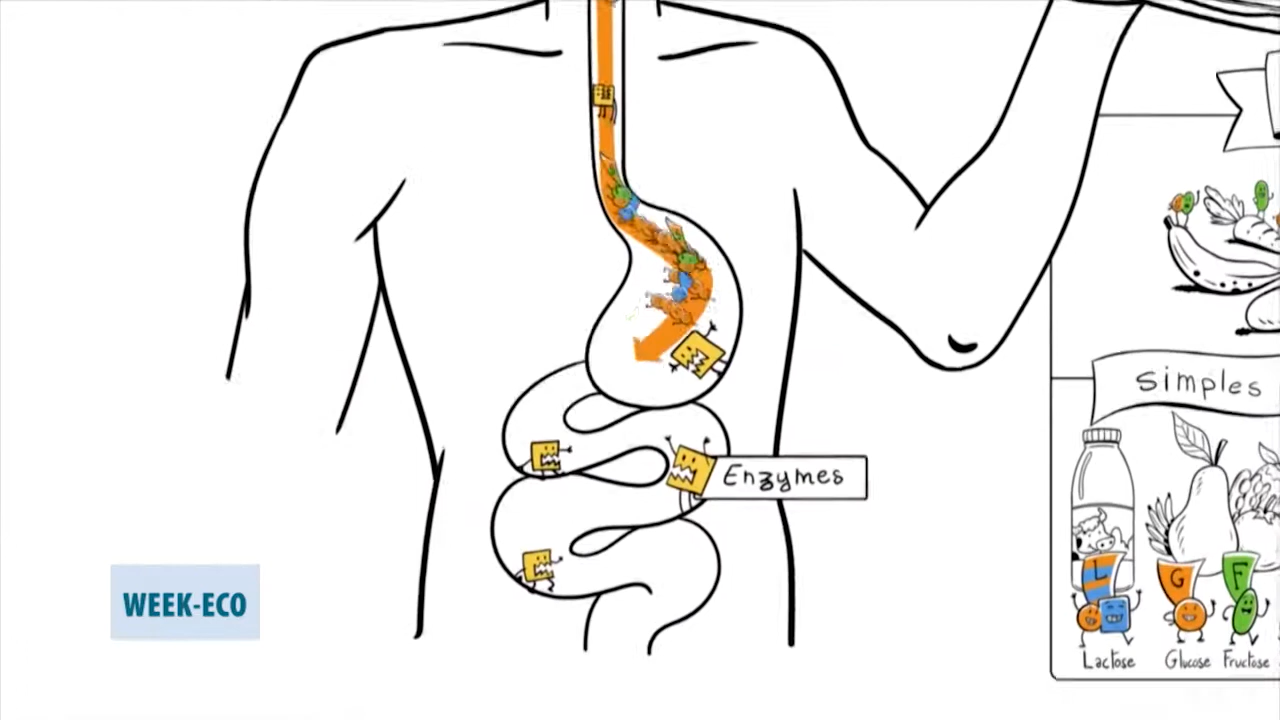 Simples
Enzymes
L
G
F
WEEK-ECO
Lactose
Glucose
Fructose